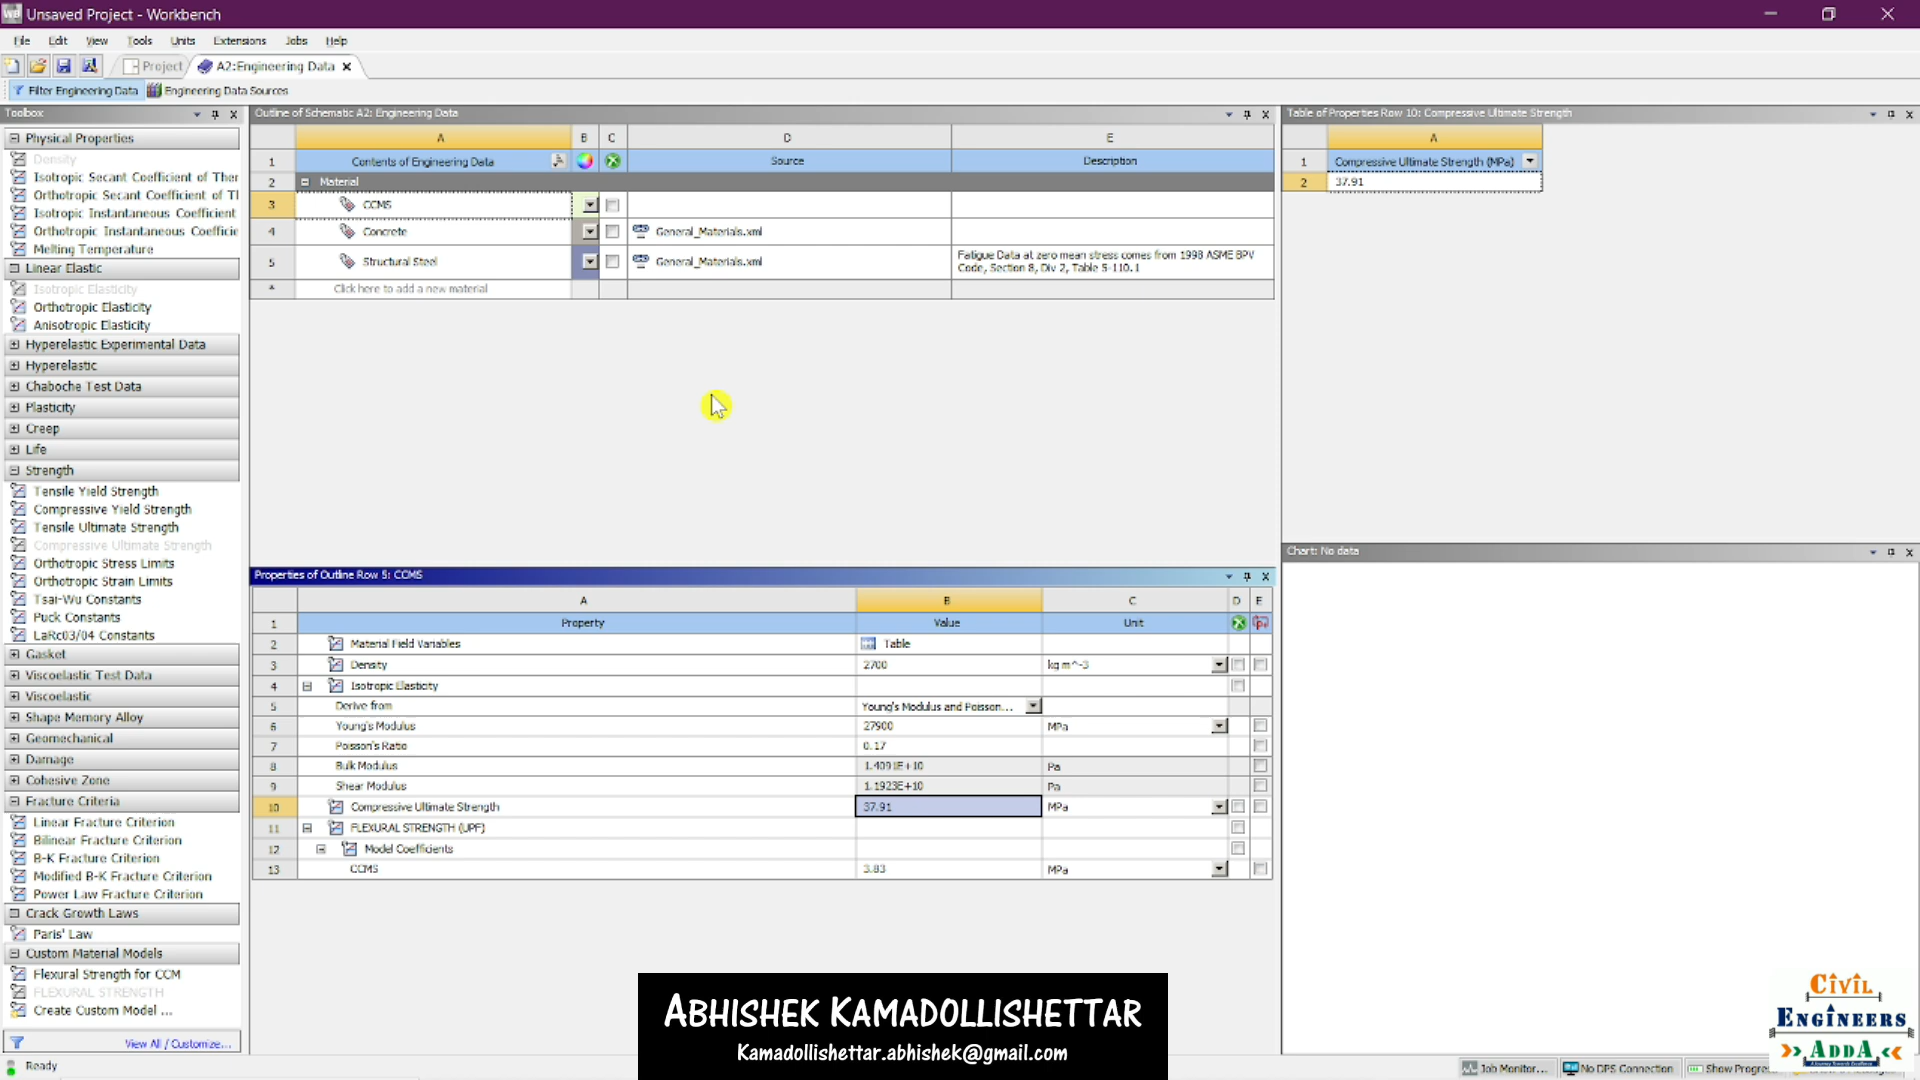 Unsaved Project - Workbench
File Edit View Tools Units Extensions Jobs Help
Project A2:Engineering Data
Filter Engineering Data Engineering Data Sources
Toolbox
Physical Properties
Density
Isotropic Secant Coefficient of Ther
Orthotropic Secant Coefficient of Tl
Isotropic Instantaneous Coefficient
Orthotropic Instantaneous Coefficie
Melting Temperature
Linear Elastic
Isotropic Elasticity
Orthotropic Elasticity
Anisotropic Elasticity
Hyperelastic Experimental Data
Hyperelastic
Chaboche Test Data
Plasticity
Creep
Life
Strength
Tensile Yield Strength
Compressive Yield Strength
Tensile Ultimate Strength
Compressive Ultimate Strength
Orthotropic Stress Limits
Orthotropic Strain Limits
Tsai-Wu Constants
Puck Constants
LaRc03/04 Constants
Gasket
Viscoelastic Test Data
Viscoelastic
Shape Memory Alloy
Geomechanical
Damage
Cohesive Zone
Fracture Criteria
Linear Fracture Criterion
Bilinear Fracture Criterion
B-K Fracture Criterion
Modified B-K Fracture Criterion
Power Law Fracture Criterion
Crack Growth Laws
Paris' Law
Custom Material Models
Flexural Strength for CCM
FLEXURAL STRENGTH
Create Custom Model ...
View All / Customize...
Ready
Outline of Schematic A2: Engineering Data
A B C D E
1 Contents of Engineering Data Source Description
2 Material
3 CCMS
4 Concrete General_Materials.xml
5 Structural Steel General_Materials.xml Fatigue Data at zero mean stress comes from 1998 ASME BPV
Code, Section 8, Div 2, Table 5-110.1
* Click here to add a new material
Properties of Outline Row 5: CCMS
A B C D E
1 Property Value Unit
2 Material Field Variables Table
3 Density 2700 kg m^-3
4 Isotropic Elasticity
5 Derive from Young's Modulus and Poisson...
6 Young's Modulus 27900 MPa
7 Poisson's Ratio 0.17
8 Bulk Modulus 1.4091E+10 Pa
9 Shear Modulus 1.1923E+10 Pa
10 Compressive Ultimate Strength 37.91 MPa
11 FLEXURAL STRENGTH (UPF)
12 Model Coefficients
13 CCMS 3.83 MPa
Table of Properties Row 10: Compressive Ultimate Strength
A
1 Compressive Ultimate Strength (MPa)
2 37.91
Chart: No data
ABHISHEK KAMADOLLISHETTAR
Kamadollishettar.abhishek@gmail.com
CIVIL
ENGINEERS
ADDA
Job Monitor... No DPS Connection Show Progre